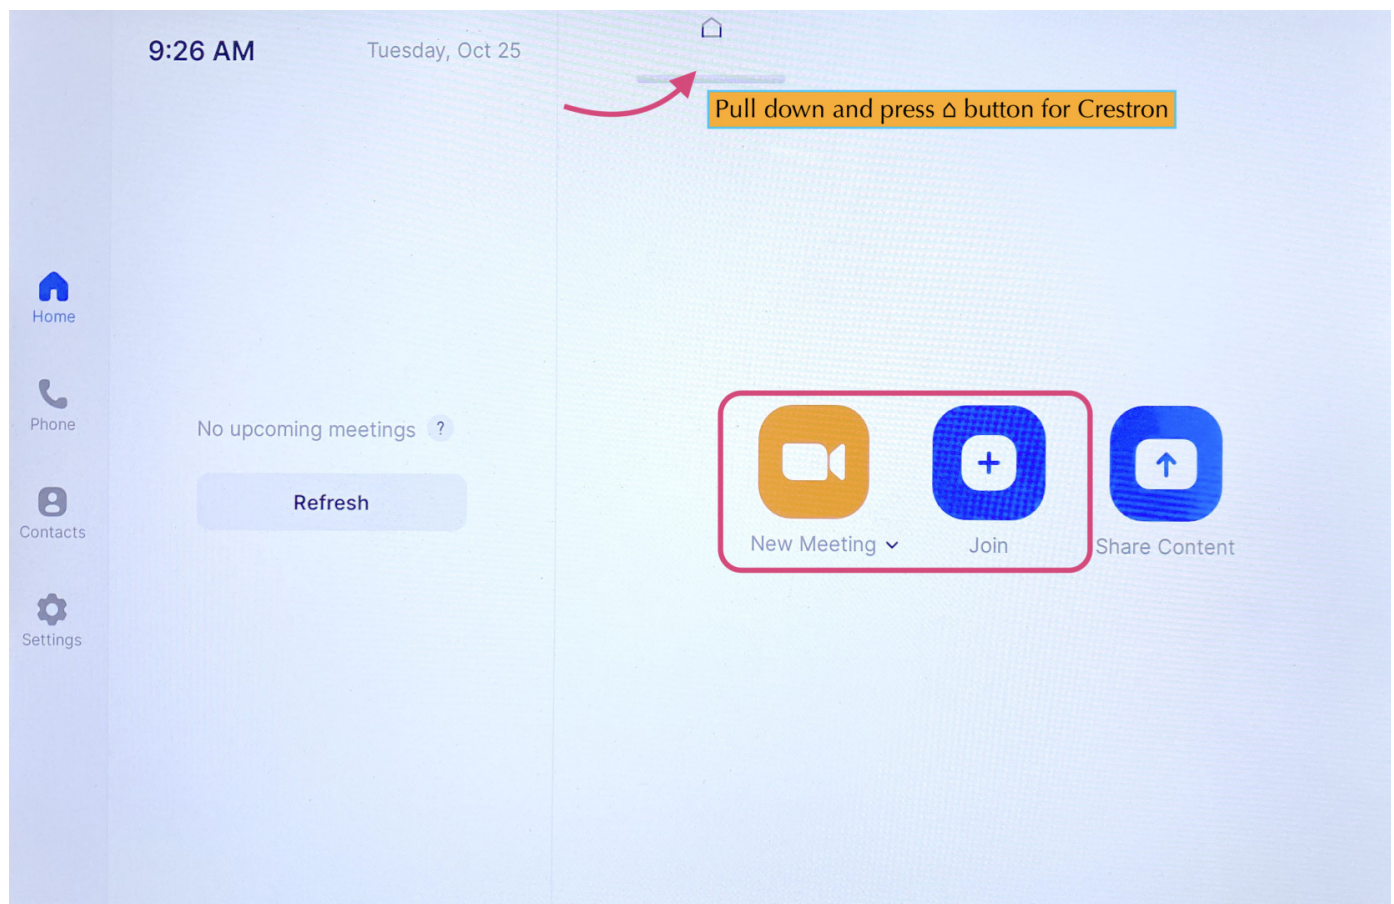 9:26 AM
Tuesday, Oct 25
Pull down and press ⌂ button for Crestron
Home
Phone
Contacts
Settings
No upcoming meetings ?
Refresh
New Meeting
Join
Share Content